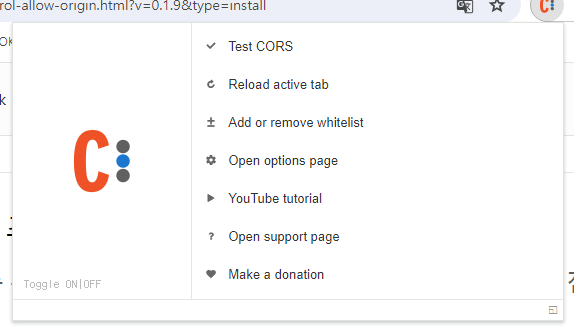 rol-allow-origin.html?v=0.1.9&type=install
Test CORS
Reload active tab
Add or remove whitelist
Open options page
YouTube tutorial
Open support page
Make a donation
C:
Toggle ON|OFF